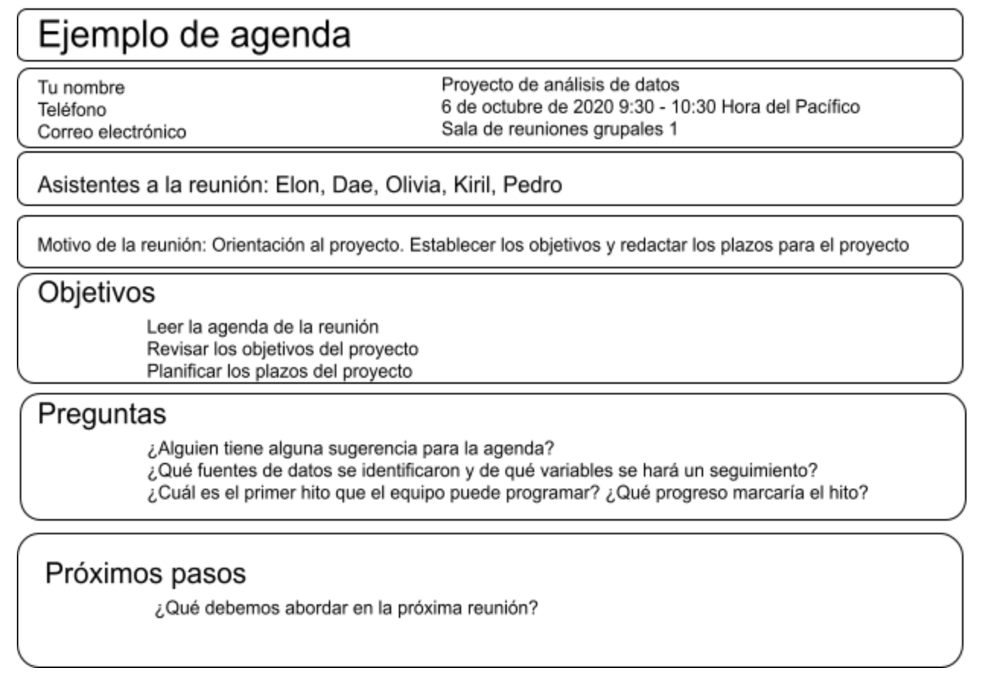 Ejemplo de agenda
Tu nombre
Teléfono
Correo electrónico
Proyecto de análisis de datos
6 de octubre de 2020 9:30 - 10:30 Hora del Pacífico
Sala de reuniones grupales 1
Asistentes a la reunión: Elon, Dae, Olivia, Kiril, Pedro
Motivo de la reunión: Orientación al proyecto. Establecer los objetivos y redactar los plazos para el proyecto
Objetivos
Leer la agenda de la reunión
Revisar los objetivos del proyecto
Planificar los plazos del proyecto
Preguntas
¿Alguien tiene alguna sugerencia para la agenda?
¿Qué fuentes de datos se identificaron y de qué variables se hará un seguimiento?
¿Cuál es el primer hito que el equipo puede programar? ¿Qué progreso marcaría el hito?
Próximos pasos
¿Qué debemos abordar en la próxima reunión?